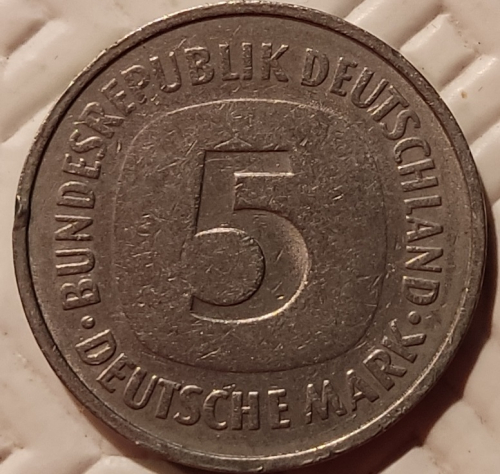 BUNDESREPUBLIK DEUTSCHLAND
5
· DEUTSCHE MARK ·